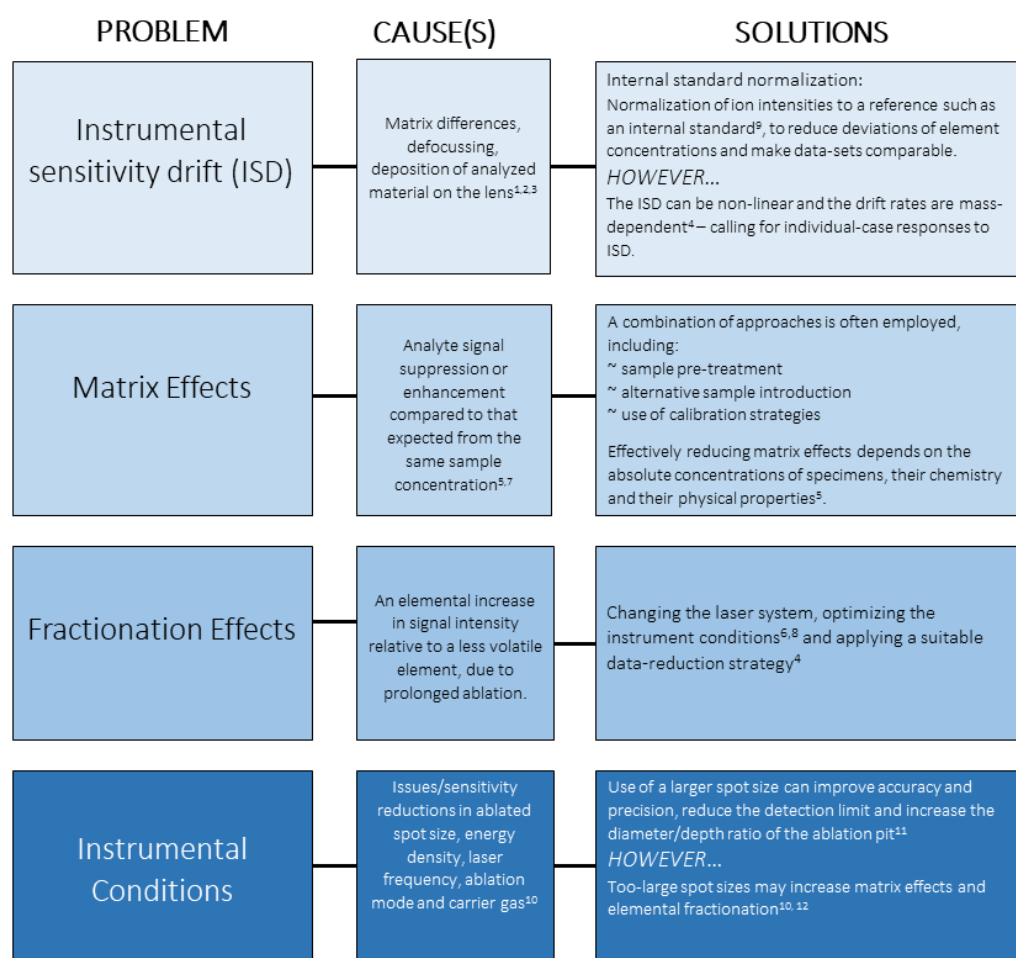 PROBLEM
CAUSE(S)
SOLUTIONS
Instrumental
sensitivity drift (ISD)
Matrix differences,
defocussing,
deposition of analyzed
material on the lens¹,²,³
Internal standard normalization:
Normalization of ion intensities to a reference such as
an internal standard⁹, to reduce deviations of element
concentrations and make data-sets comparable.
HOWEVER…
The ISD can be non-linear and the drift rates are mass-
dependent⁴ – calling for individual-case responses to
ISD.
Matrix Effects
Analyte signal
suppression or
enhancement
compared to that
expected from the
same sample
concentration⁵,⁷
A combination of approaches is often employed,
including:
~ sample pre-treatment
~ alternative sample introduction
~ use of calibration strategies
Effectively reducing matrix effects depends on the
absolute concentrations of specimens, their chemistry
and their physical properties⁵.
Fractionation Effects
An elemental increase
in signal intensity
relative to a less volatile
element, due to
prolonged ablation.
Changing the laser system, optimizing the
instrument conditions⁶,⁸ and applying a suitable
data-reduction strategy⁴
Instrumental
Conditions
Issues/sensitivity
reductions in ablated
spot size, energy
density, laser
frequency, ablation
mode and carrier gas¹⁰
Use of a larger spot size can improve accuracy and
precision, reduce the detection limit and increase the
diameter/depth ratio of the ablation pit¹¹
HOWEVER…
Too-large spot sizes may increase matrix effects and
elemental fractionation¹⁰, ¹²